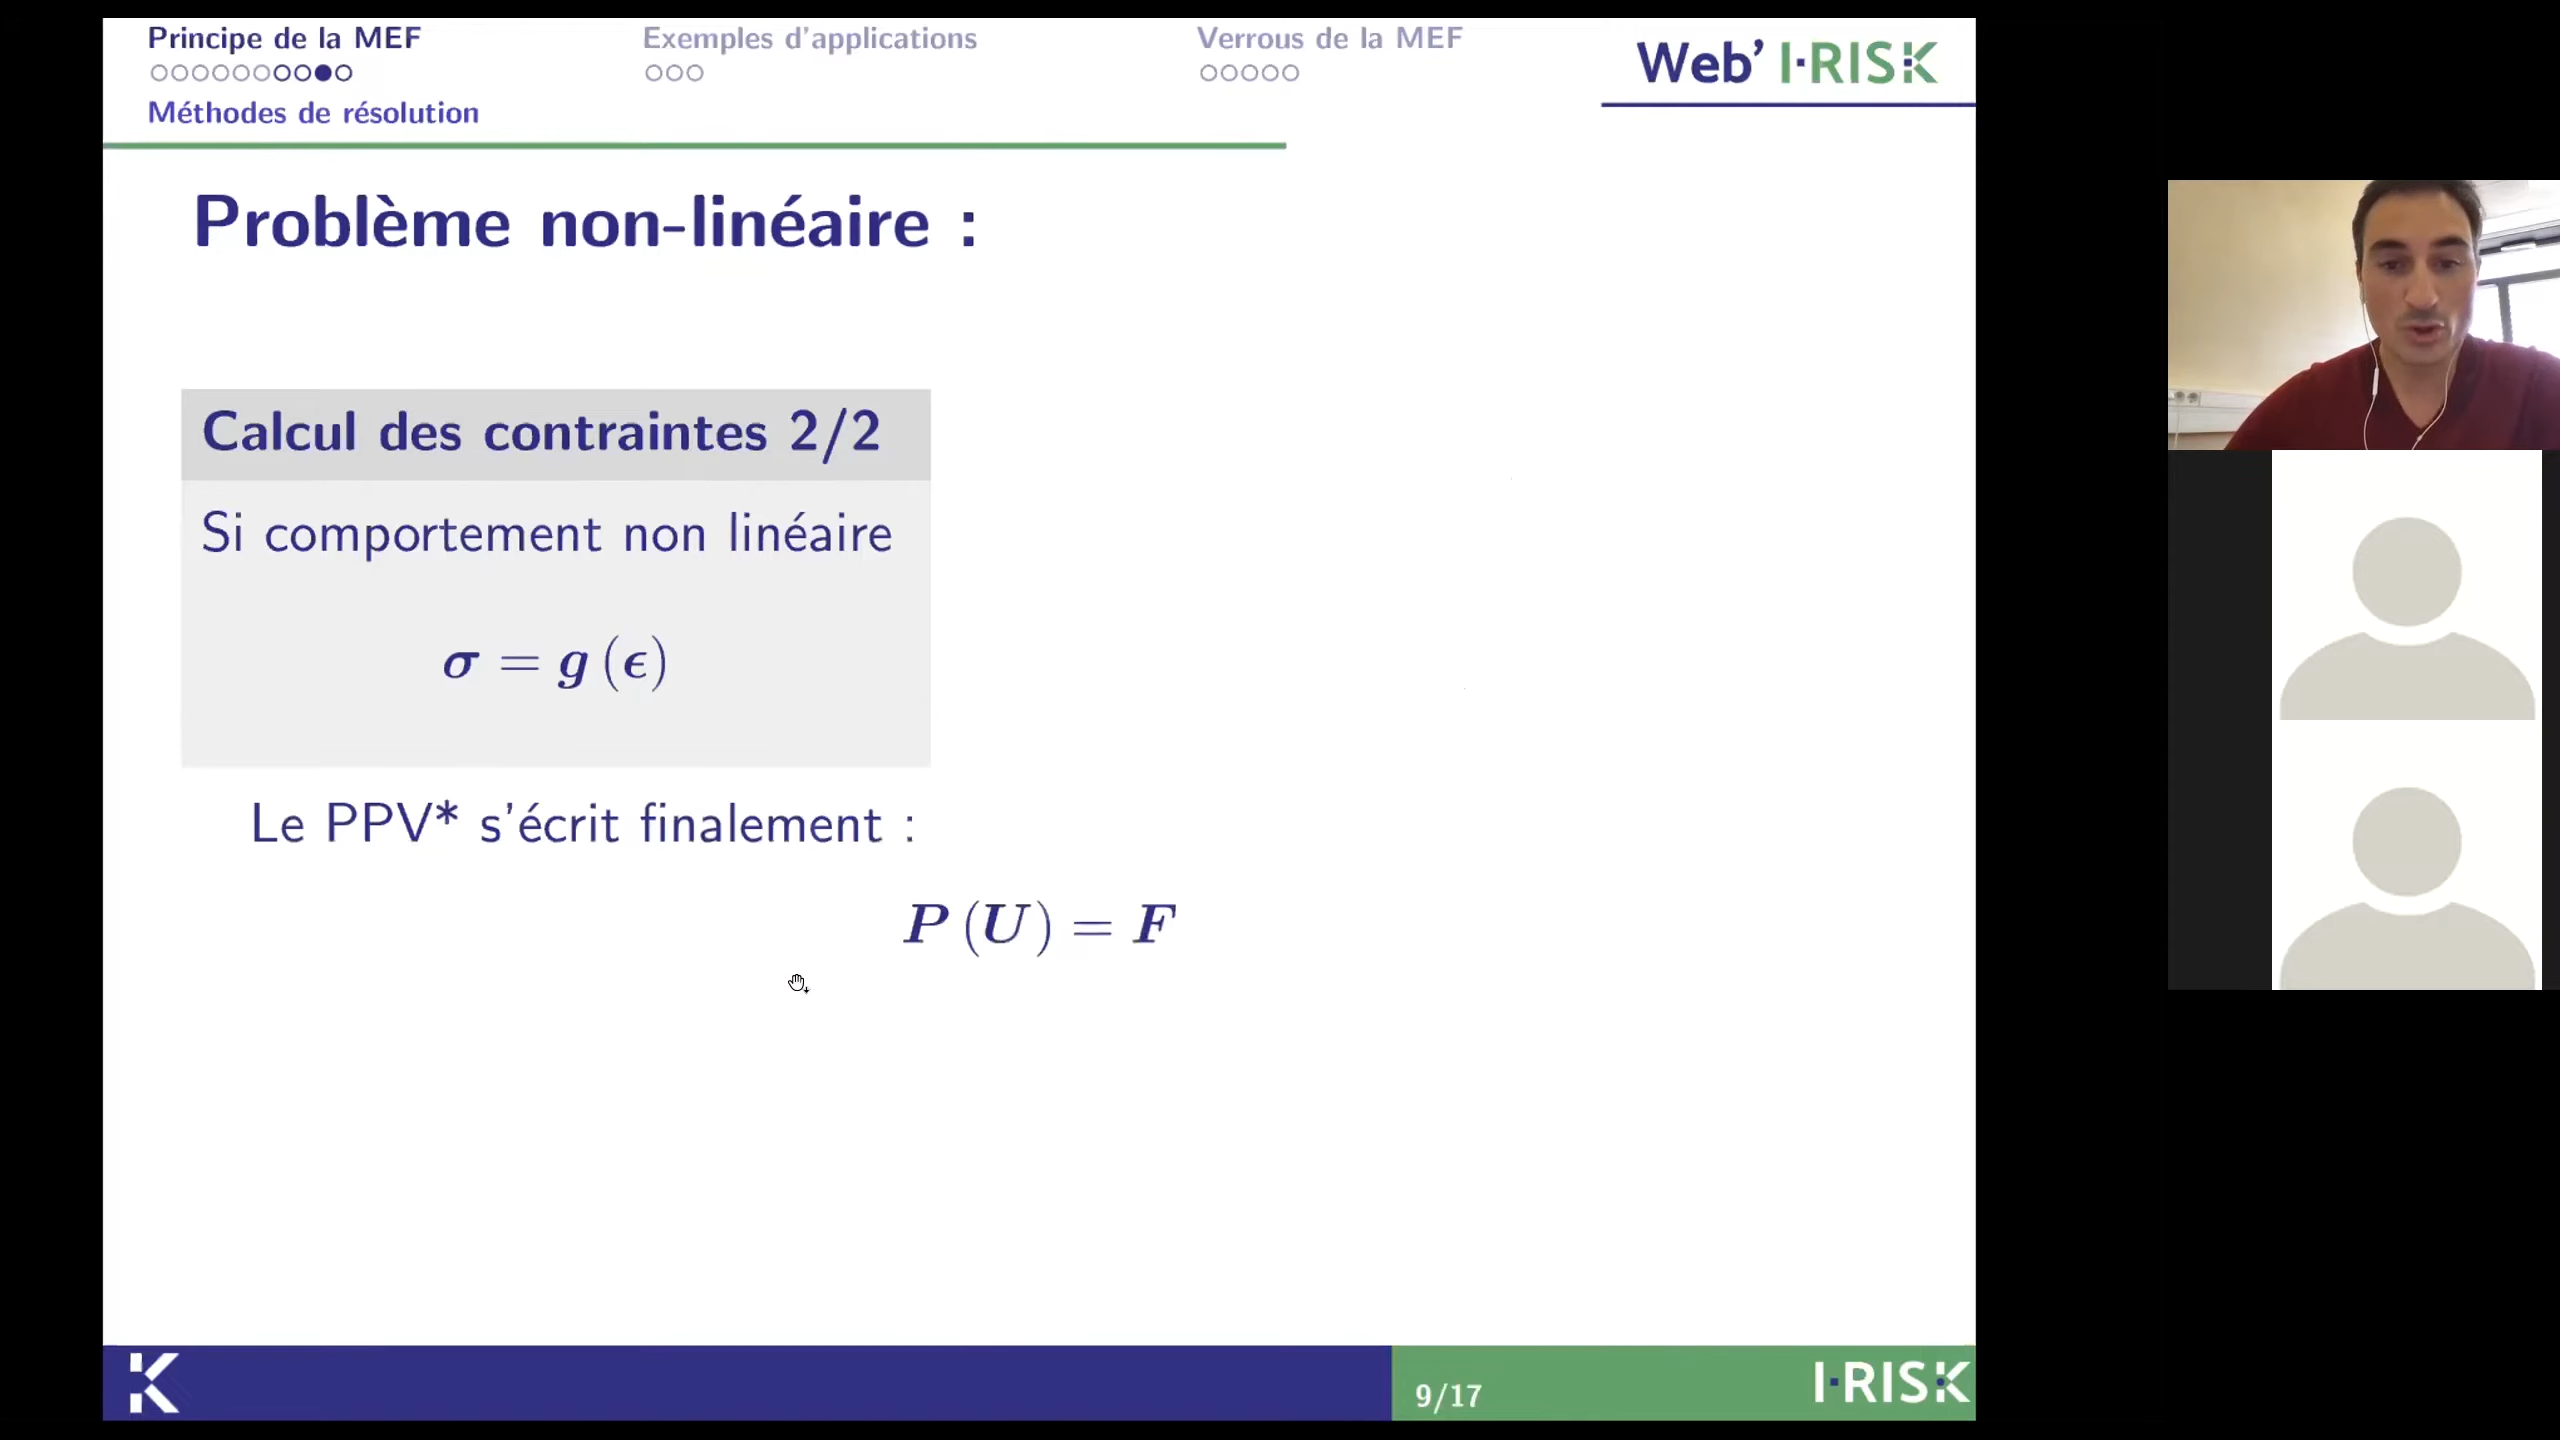 Principe de la MEF
Exemples d'applications
Verrous de la MEF
Web' I·RISK
Méthodes de résolution
Problème non-linéaire :
Calcul des contraintes 2/2
Si comportement non linéaire
σ = g (ϵ)
Le PPV* s'écrit finalement :
P (U) = F
K
9/17
I·RISK